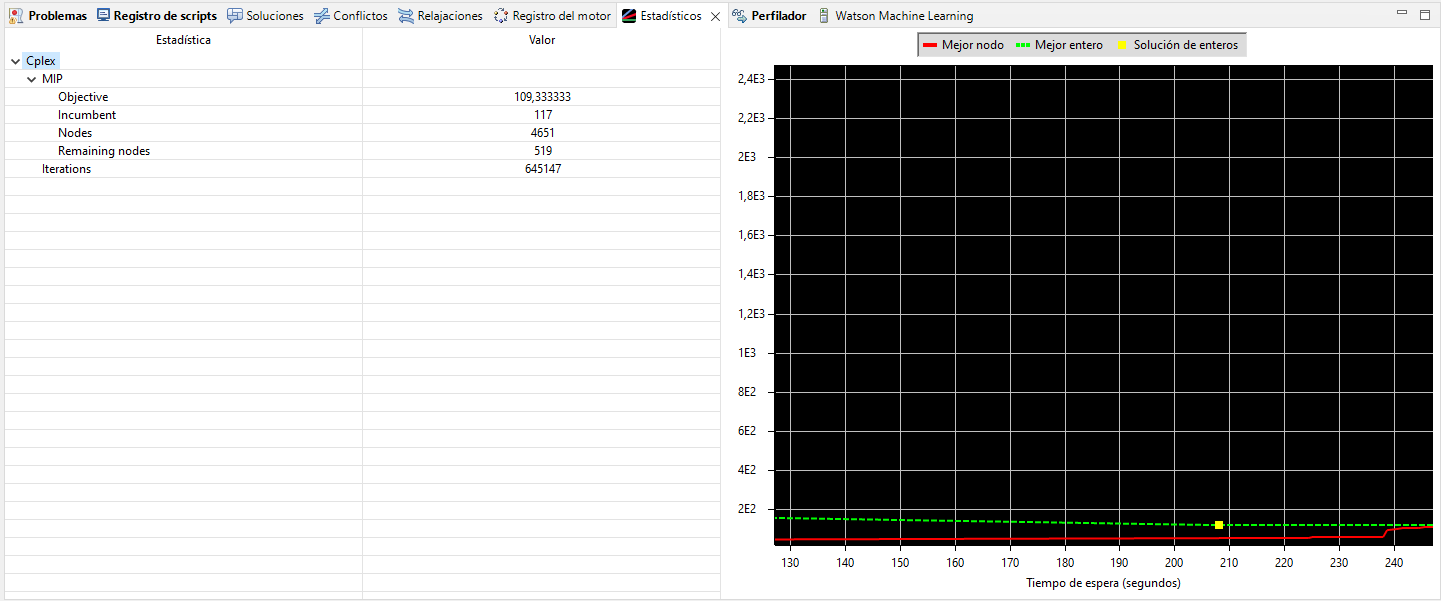 Problemas Registro de scripts Soluciones Conflictos Relajaciones Registro del motor Estadísticos Perfilador Watson Machine Learning
Estadística Valor
Cplex
MIP
Objective 109,333333
Incumbent 117
Nodes 4651
Remaining nodes 519
Iterations 645147
Mejor nodo Mejor entero Solución de enteros
2,4E3
2,2E3
2E3
1,8E3
1,6E3
1,4E3
1,2E3
1E3
8E2
6E2
4E2
2E2
130 140 150 160 170 180 190 200 210 220 230 240
Tiempo de espera (segundos)